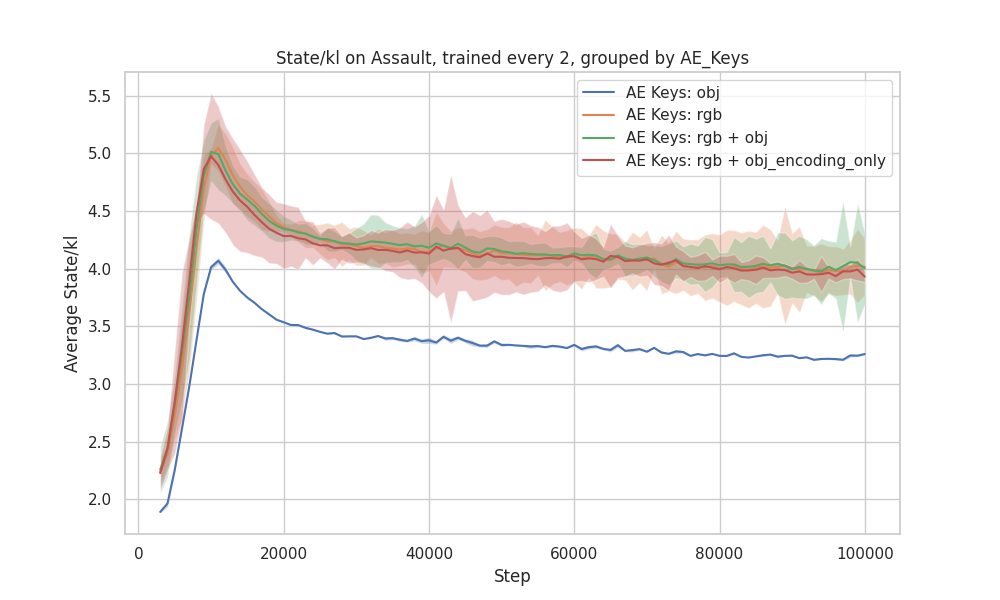 State/kl on Assault, trained every 2, grouped by AE_Keys
AE Keys: obj
AE Keys: rgb
AE Keys: rgb + obj
AE Keys: rgb + obj_encoding_only
Average State/kl
5.5
5.0
4.5
4.0
3.5
3.0
2.5
2.0
0 20000 40000 60000 80000 100000
Step